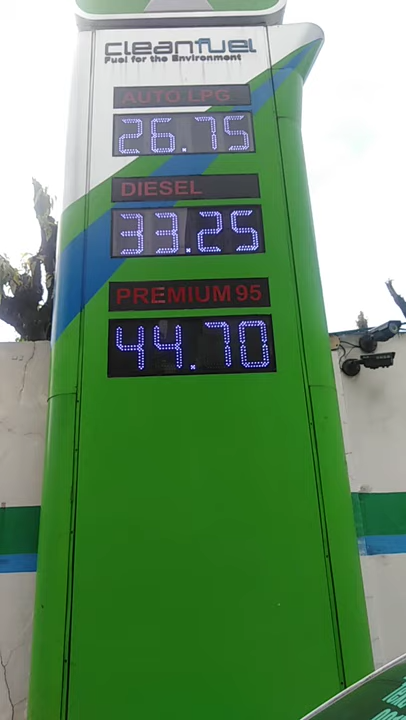 cleanfuel
Fuel for the Environment
AUTO LPG
26.75
DIESEL
33.25
PREMIUM 95
44.70